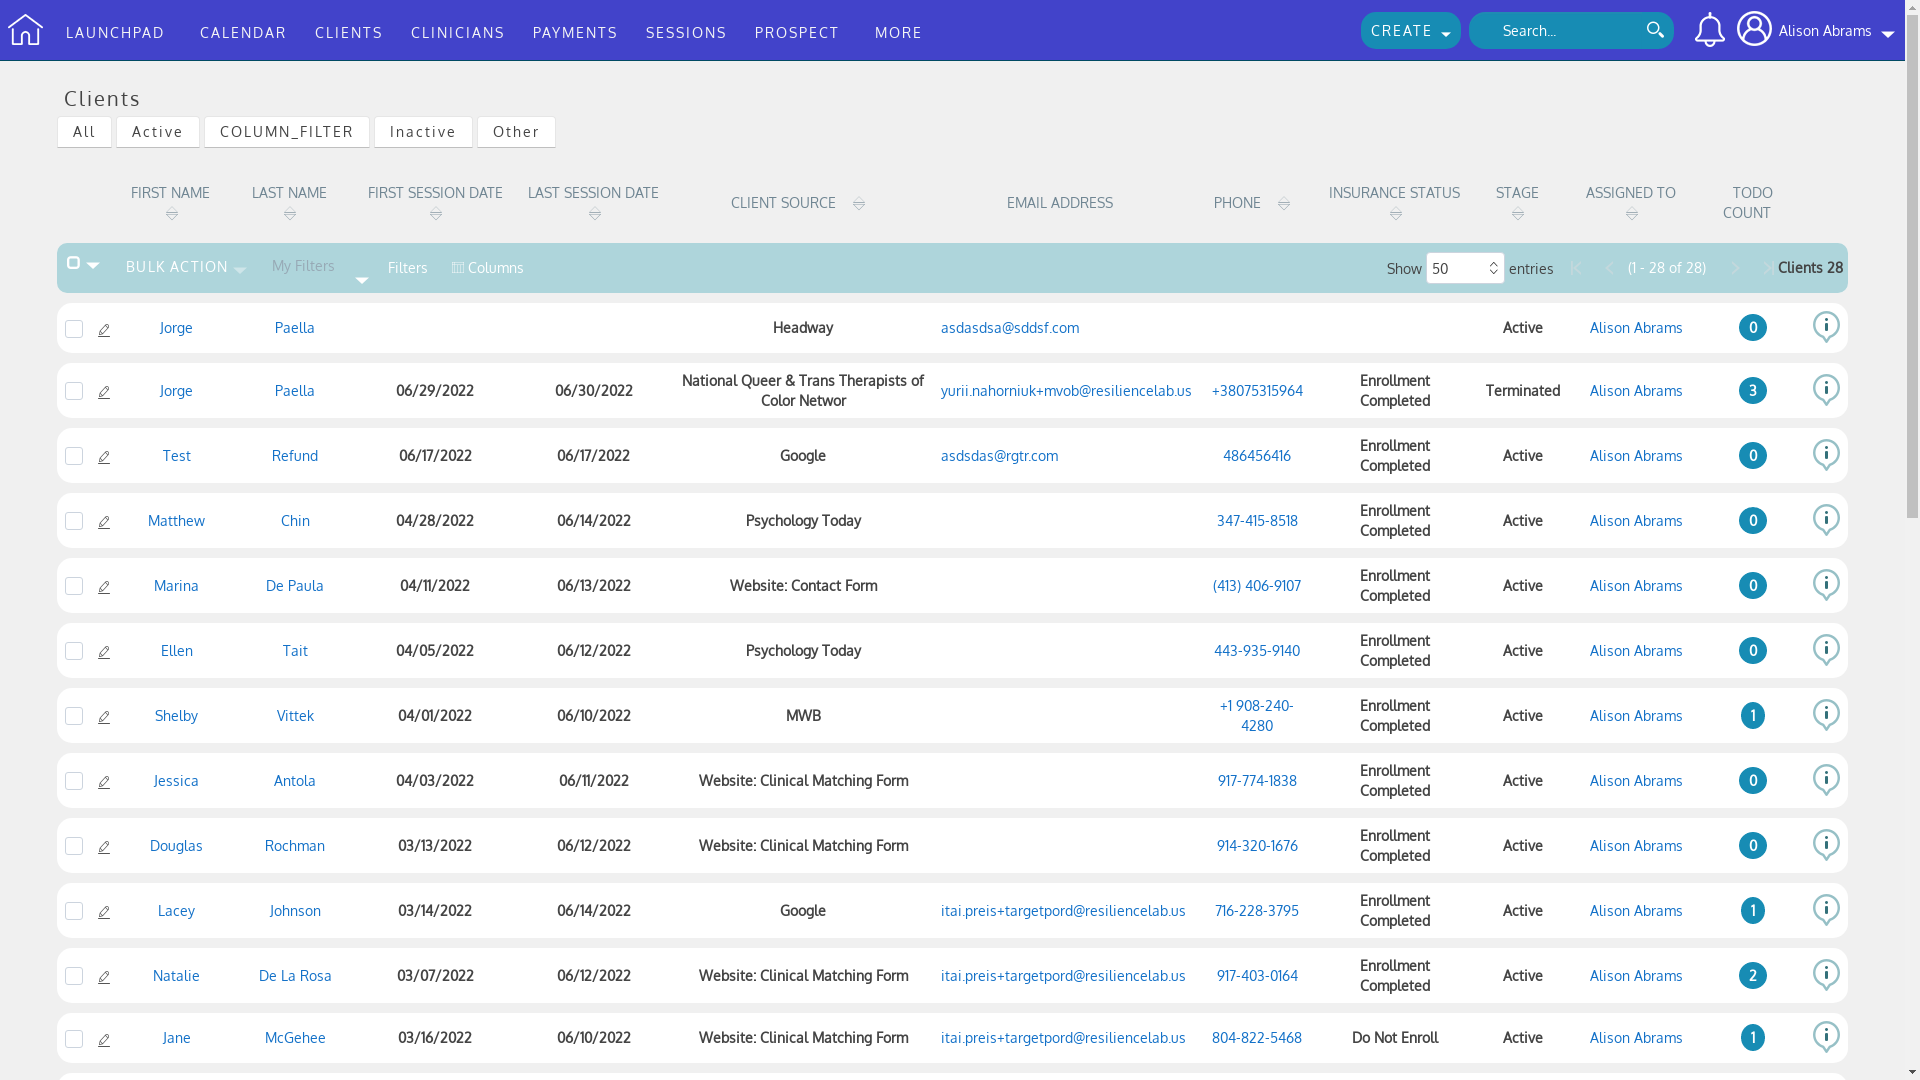 LAUNCHPAD CALENDAR CLIENTS CLINICIANS PAYMENTS SESSIONS PROSPECT MORE CREATE Search... Alison Abrams
Clients
All Active COLUMN_FILTER Inactive Other
FIRST NAME LAST NAME FIRST SESSION DATE LAST SESSION DATE CLIENT SOURCE EMAIL ADDRESS PHONE INSURANCE STATUS STAGE ASSIGNED TO TODO
COUNT
BULK ACTION My Filters Filters Columns Show 50 entries (1 - 28 of 28) Clients 28
Jorge Paella Headway asdasdsa@sddsf.com Active Alison Abrams 0
Jorge Paella 06/29/2022 06/30/2022 National Queer & Trans Therapists of yurii.nahorniuk+mvob@resiliencelab.us +38075315964 Enrollment Terminated Alison Abrams 3
Color Networ Completed
Test Refund 06/17/2022 06/17/2022 Google asdsdas@rgtr.com 486456416 Enrollment Active Alison Abrams 0
Completed
Matthew Chin 04/28/2022 06/14/2022 Psychology Today 347-415-8518 Enrollment Active Alison Abrams 0
Completed
Marina De Paula 04/11/2022 06/13/2022 Website: Contact Form (413) 406-9107 Enrollment Active Alison Abrams 0
Completed
Ellen Tait 04/05/2022 06/12/2022 Psychology Today 443-935-9140 Enrollment Active Alison Abrams 0
Completed
Shelby Vittek 04/01/2022 06/10/2022 MWB +1 908-240- Enrollment Active Alison Abrams 1
4280 Completed
Jessica Antola 04/03/2022 06/11/2022 Website: Clinical Matching Form 917-774-1838 Enrollment Active Alison Abrams 0
Completed
Douglas Rochman 03/13/2022 06/12/2022 Website: Clinical Matching Form 914-320-1676 Enrollment Active Alison Abrams 0
Completed
Lacey Johnson 03/14/2022 06/14/2022 Google itai.preis+targetpord@resiliencelab.us 716-228-3795 Enrollment Active Alison Abrams 1
Completed
Natalie De La Rosa 03/07/2022 06/12/2022 Website: Clinical Matching Form itai.preis+targetpord@resiliencelab.us 917-403-0164 Enrollment Active Alison Abrams 2
Completed
Jane McGehee 03/16/2022 06/10/2022 Website: Clinical Matching Form itai.preis+targetpord@resiliencelab.us 804-822-5468 Do Not Enroll Active Alison Abrams 1